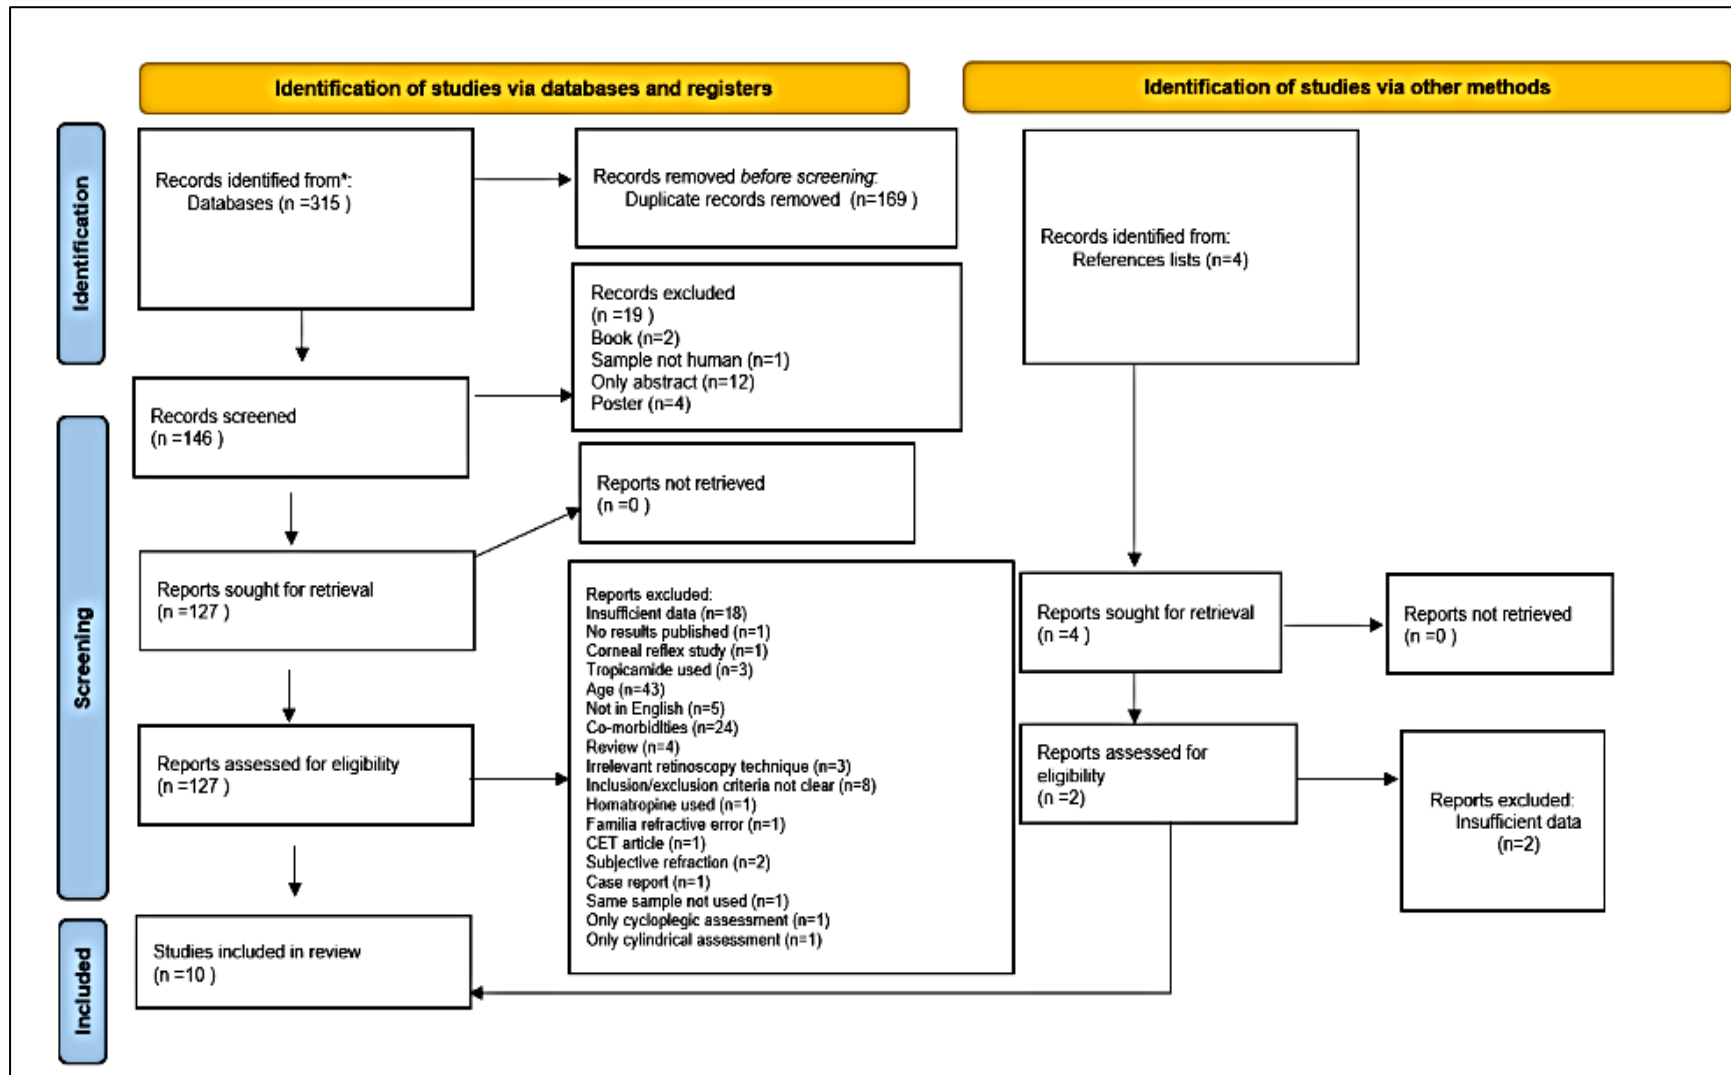 Identification of studies via databases and registers
Identification of studies via other methods
Identification
Records identified from*:
Databases (n =315 )
Records removed before screening:
Duplicate records removed (n=169 )
Records identified from:
References lists (n=4)
Records excluded
(n =19 )
Book (n=2)
Sample not human (n=1)
Only abstract (n=12)
Poster (n=4)
Screening
Records screened
(n =146 )
Reports not retrieved
(n =0 )
Reports sought for retrieval
(n =127 )
Reports excluded:
Insufficient data (n=18)
No results published (n=1)
Corneal reflex study (n=1)
Tropicamide used (n=3)
Age (n=43)
Not in English (n=5)
Co-morbidities (n=24)
Review (n=4)
Irrelevant retinoscopy technique (n=3)
Inclusion/exclusion criteria not clear (n=8)
Homatropine used (n=1)
Familia refractive error (n=1)
CET article (n=1)
Subjective refraction (n=2)
Case report (n=1)
Same sample not used (n=1)
Only cycloplegic assessment (n=1)
Only cylindrical assessment (n=1)
Reports sought for retrieval
(n =4 )
Reports not retrieved
(n =0 )
Reports assessed for eligibility
(n =127 )
Reports assessed for
eligibility
(n =2)
Reports excluded:
Insufficient data
(n=2)
Included
Studies included in review
(n =10 )